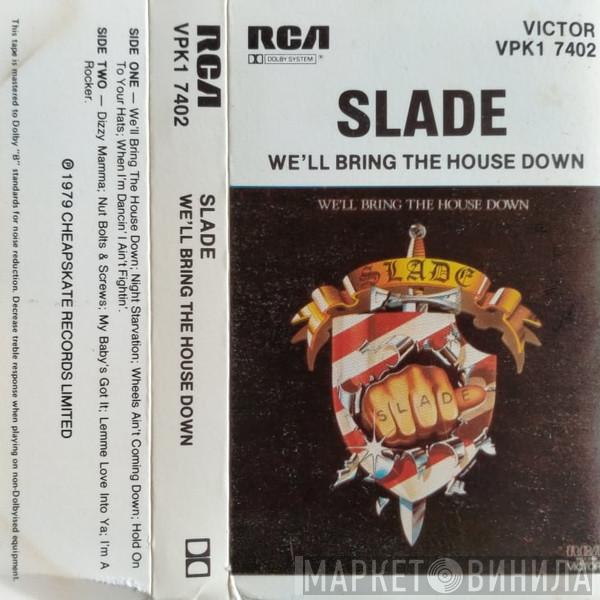 RCA
DOLBY SYSTEM ®
VICTOR
VPK1 7402
SLADE
WE'LL BRING THE HOUSE DOWN
WE'LL BRING THE HOUSE DOWN
SLADE
SLADE
RCA
VICTOR
RCA
VPK1 7402
SLADE
WE'LL BRING THE HOUSE DOWN
SIDE ONE — We'll Bring The House Down; Night Starvation; Wheels Ain't Coming Down; Hold On
To Your Hats; When I'm Dancin' I Ain't Fightin'.
SIDE TWO — Dizzy Mamma; Nut Bolts & Screws; My Baby's Got It; Lemme Love Into Ya; I'm A
Rocker.
℗ 1979 CHEAPSKATE RECORDS LIMITED
This tape is mastered to Dolby "B" standards for noise reduction. Decrease treble response when playing on non-Dolbyised equipment.
МАРКЕТ ВИНИЛА